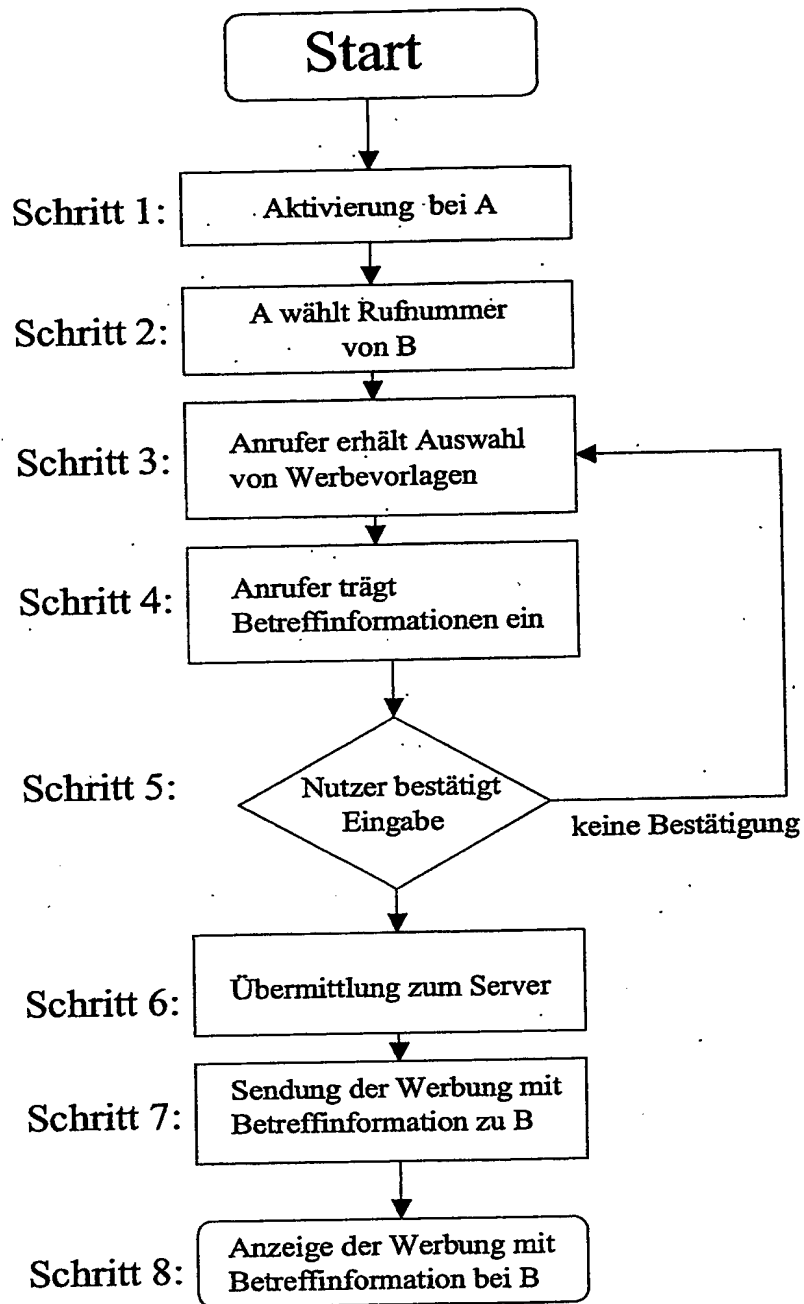 Start
Schritt 1:
Aktivierung bei A
Schritt 2:
A wählt Rufnummer
von B
Schritt 3:
Anrufer erhält Auswahl
von Werbevorlagen
Schritt 4:
Anrufer trägt
Betreffinformationen ein
Schritt 5:
Nutzer bestätigt
Eingabe
keine Bestätigung
Schritt 6:
Übermittlung zum Server
Schritt 7:
Sendung der Werbung mit
Betreffinformation zu B
Schritt 8:
Anzeige der Werbung mit
Betreffinformation bei B